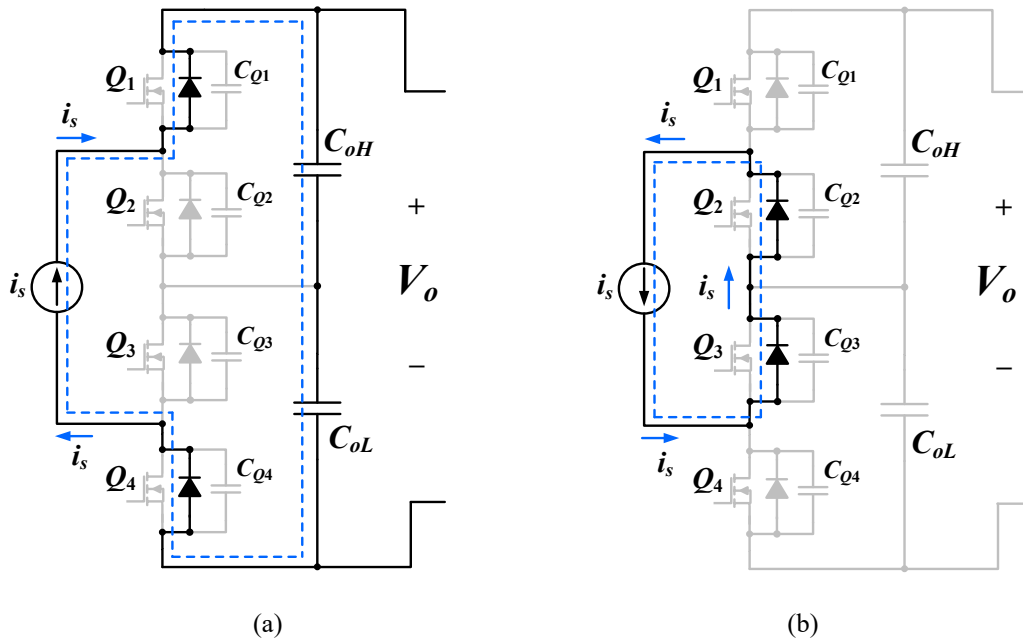 Q1
CQ1
is
CoH
Q2
CQ2
+
is
Vo
Q3
CQ3
−
CoL
is
Q4
CQ4
(a)
Q1
CQ1
is
CoH
Q2
CQ2
+
is
is
Vo
Q3
CQ3
−
CoL
is
Q4
CQ4
(b)